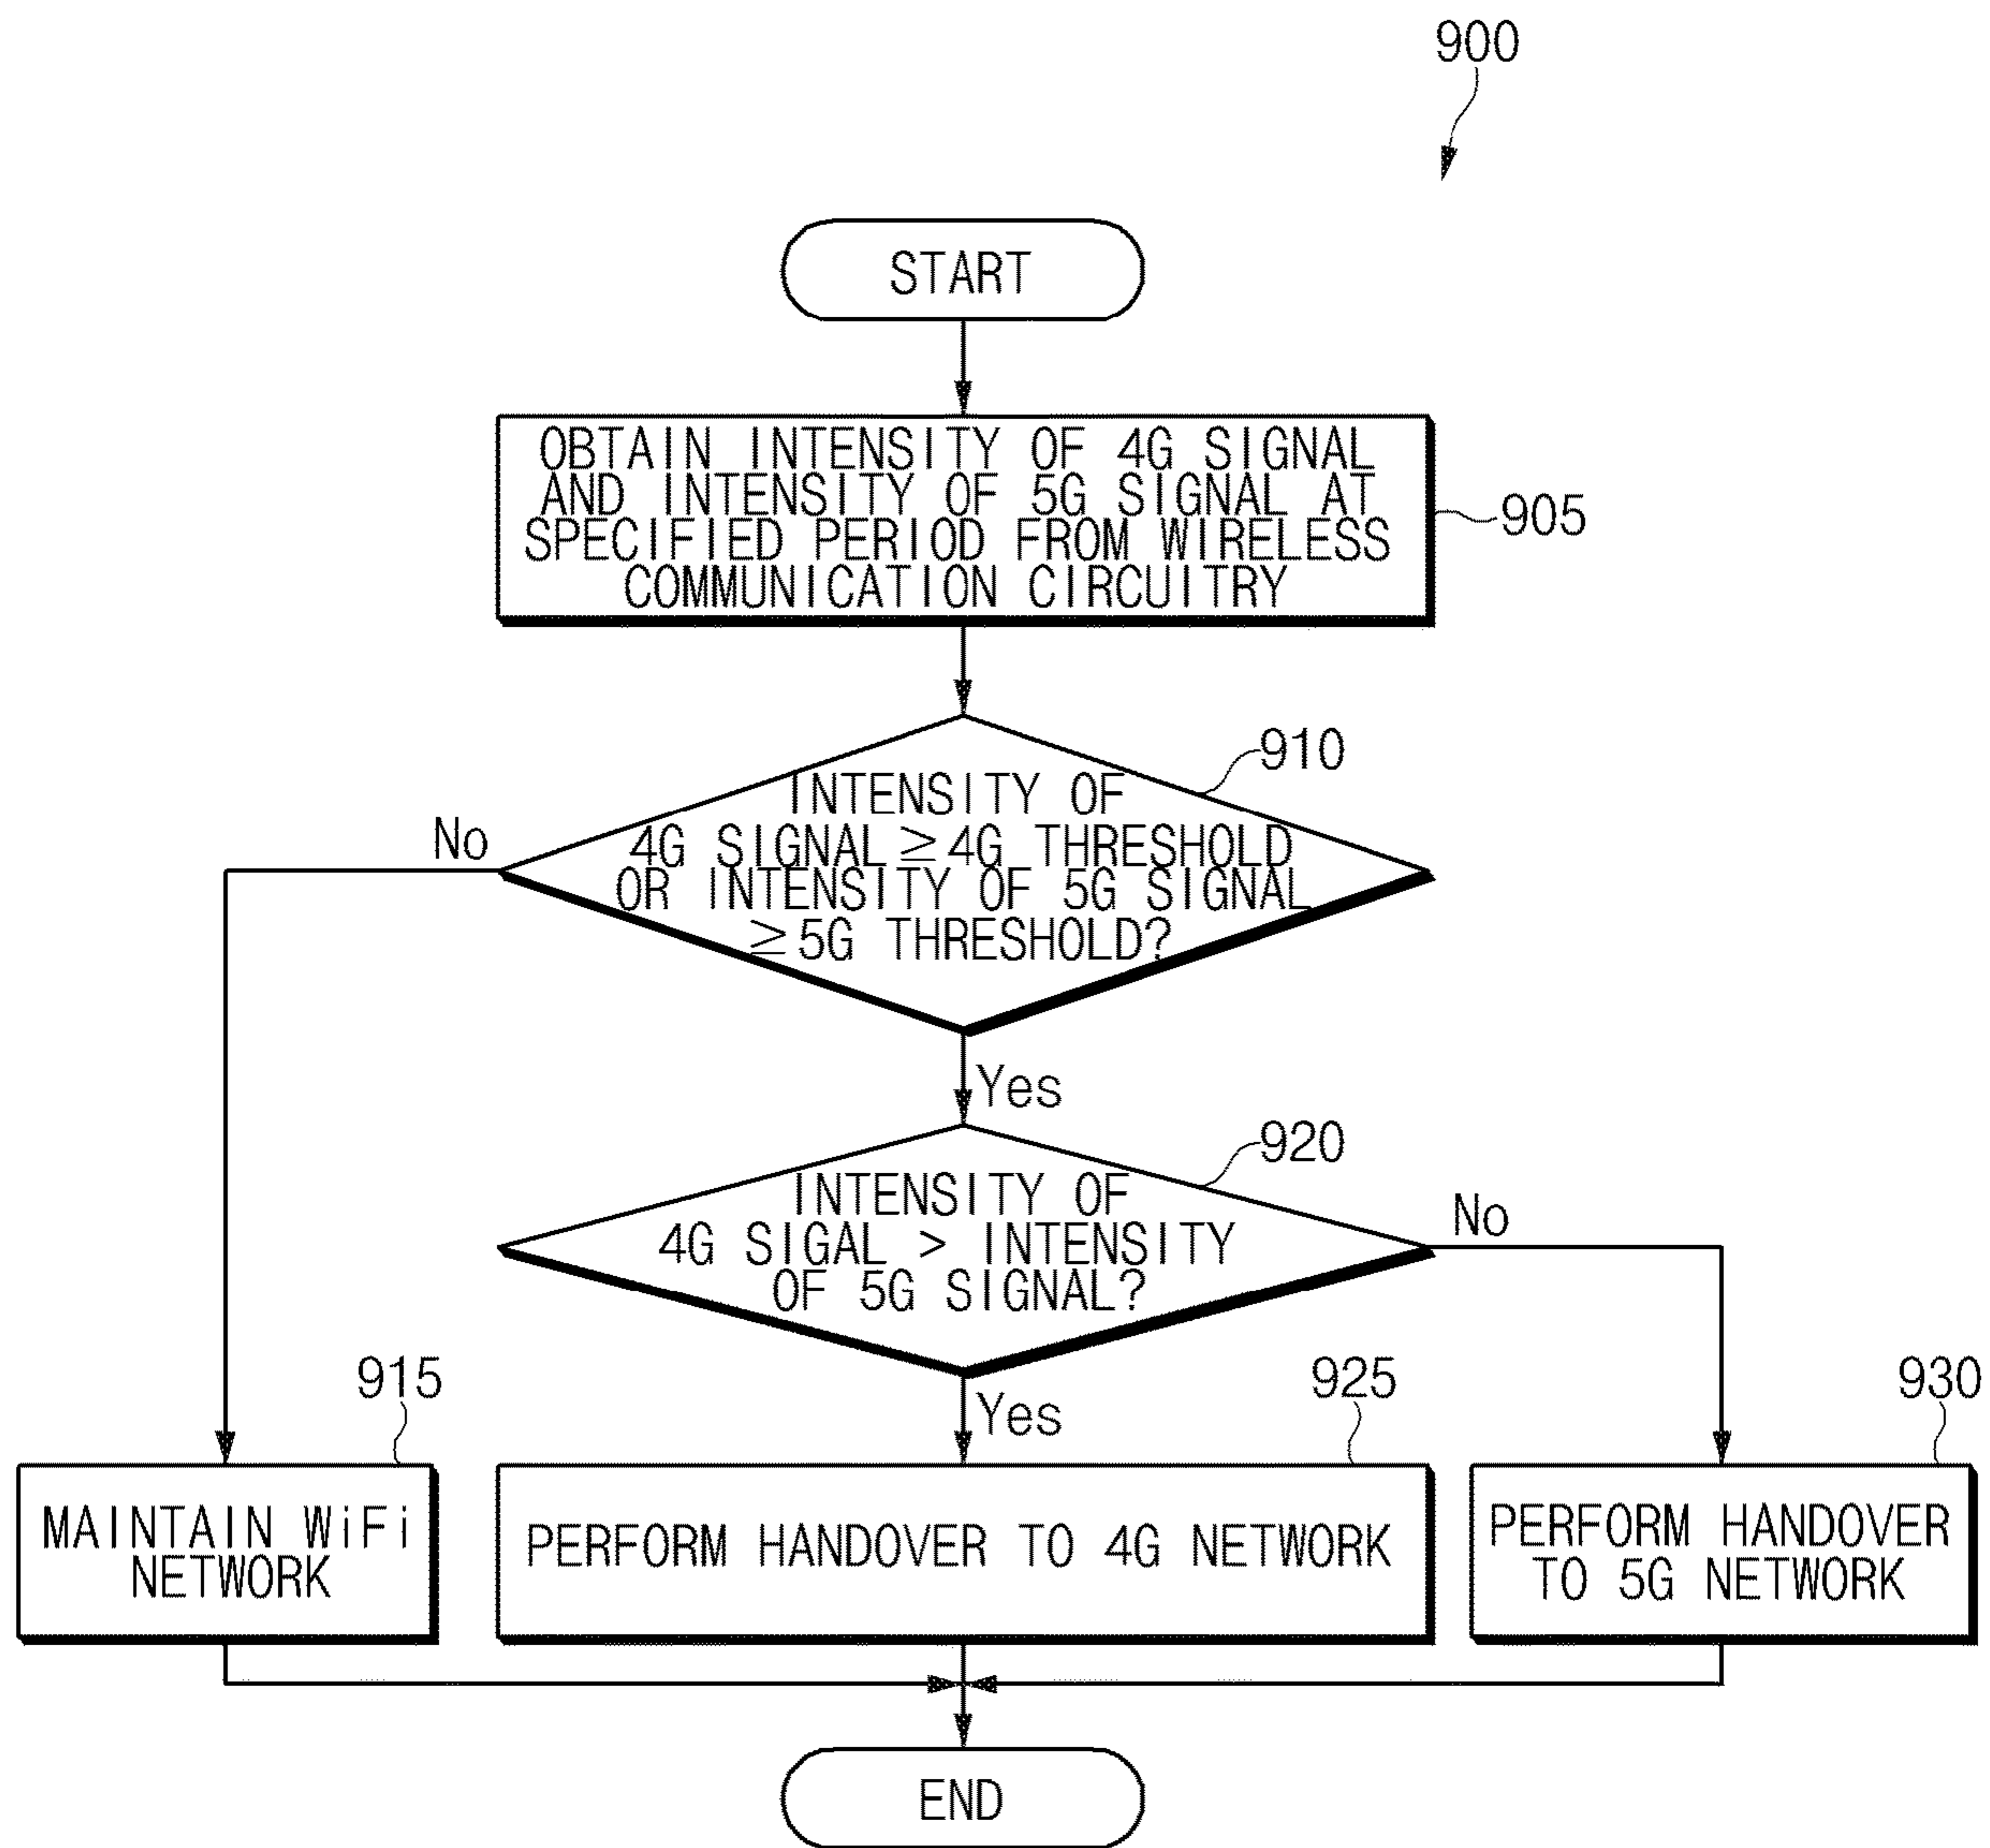 900
START
OBTAIN INTENSITY OF 4G SIGNAL
AND INTENSITY OF 5G SIGNAL AT
SPECIFIED PERIOD FROM WIRELESS
COMMUNICATION CIRCUITRY
905
910
INTENSITY OF
4G SIGNAL ≧ 4G THRESHOLD
OR INTENSITY OF 5G SIGNAL
≧ 5G THRESHOLD?
No
Yes
920
INTENSITY OF
4G SIGAL > INTENSITY
OF 5G SIGNAL?
No
Yes
915
MAINTAIN WiFi
NETWORK
925
PERFORM HANDOVER TO 4G NETWORK
930
PERFORM HANDOVER
TO 5G NETWORK
END